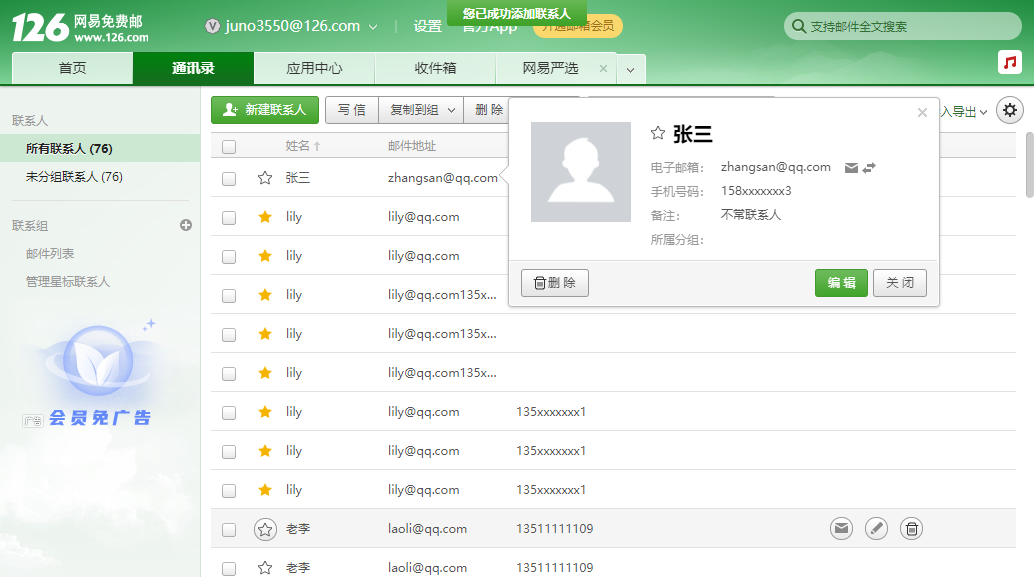 您已成功添加联系人
126 网易免费邮
www.126.com
juno3550@126.com
设置
官方App
开通邮箱会员
支持邮件全文搜索
首页
通讯录
应用中心
收件箱
网易严选
联系人
所有联系人 (76)
未分组联系人 (76)
联系组
邮件列表
管理星标联系人
广告 会员免广告
新建联系人
写 信
复制到组
删 除
入导出
姓名↑ 邮件地址
张三 zhangsan@qq.com
lily lily@qq.com
lily lily@qq.com
lily lily@qq.com135x...
lily lily@qq.com135x...
lily lily@qq.com135x...
lily lily@qq.com 135xxxxxxx1
lily lily@qq.com 135xxxxxxx1
lily lily@qq.com 135xxxxxxx1
老李 laoli@qq.com 13511111109
老李 laoli@qq.com 13511111109
张三
电子邮箱： zhangsan@qq.com
手机号码： 158xxxxxxx3
备注： 不常联系人
所属分组：
删 除
编 辑
关 闭